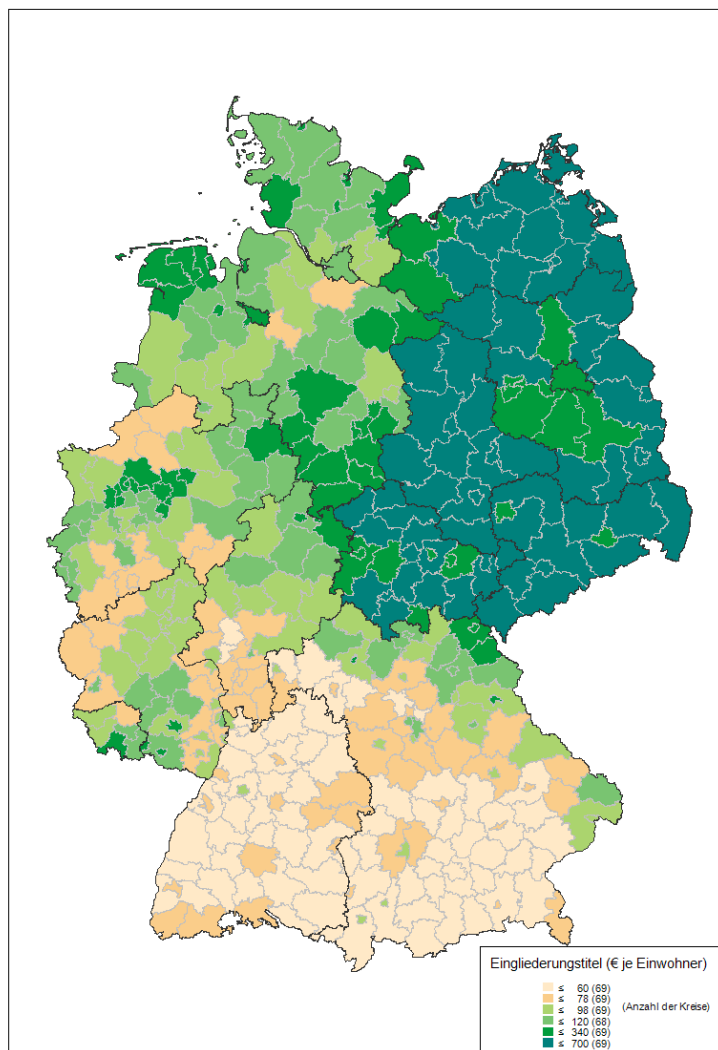 Eingliederungstitel (€ je Einwohner)
≤ 60 (69)
≤ 78 (69)
≤ 98 (69)
(Anzahl der Kreise)
≤ 120 (68)
≤ 340 (69)
≤ 700 (69)